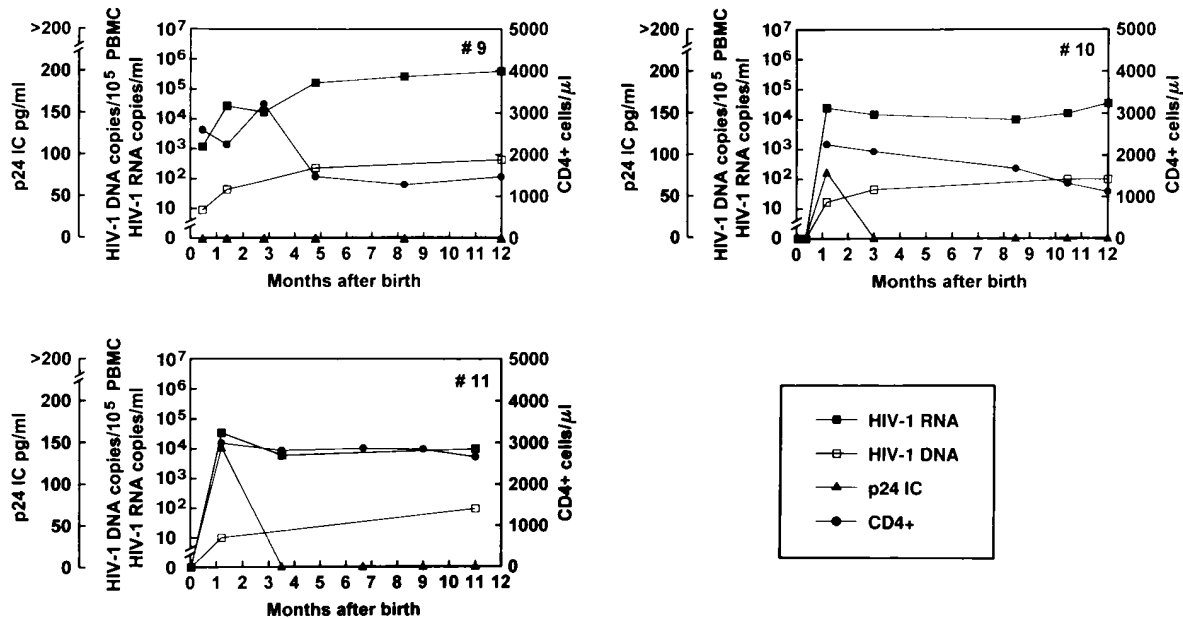 # 9
p24 IC pg/ml
>200
200
150
100
50
0
HIV-1 DNA copies/10⁵ PBMC
HIV-1 RNA copies/ml
10⁷
10⁶
10⁵
10⁴
10³
10²
10
0
CD4+ cells/µl
5000
4000
3000
2000
1000
0
0 1 2 3 4 5 6 7 8 9 10 11 12
Months after birth
# 10
p24 IC pg/ml
>200
200
150
100
50
0
HIV-1 DNA copies/10⁵ PBMC
HIV-1 RNA copies/ml
10⁷
10⁶
10⁵
10⁴
10³
10²
10
0
CD4+ cells/µl
5000
4000
3000
2000
1000
0
0 1 2 3 4 5 6 7 8 9 10 11 12
Months after birth
# 11
p24 IC pg/ml
>200
200
150
100
50
0
HIV-1 DNA copies/10⁵ PBMC
HIV-1 RNA copies/ml
10⁷
10⁶
10⁵
10⁴
10³
10²
10
0
CD4+ cells/µl
5000
4000
3000
2000
1000
0
0 1 2 3 4 5 6 7 8 9 10 11 12
Months after birth
HIV-1 RNA
HIV-1 DNA
p24 IC
CD4+